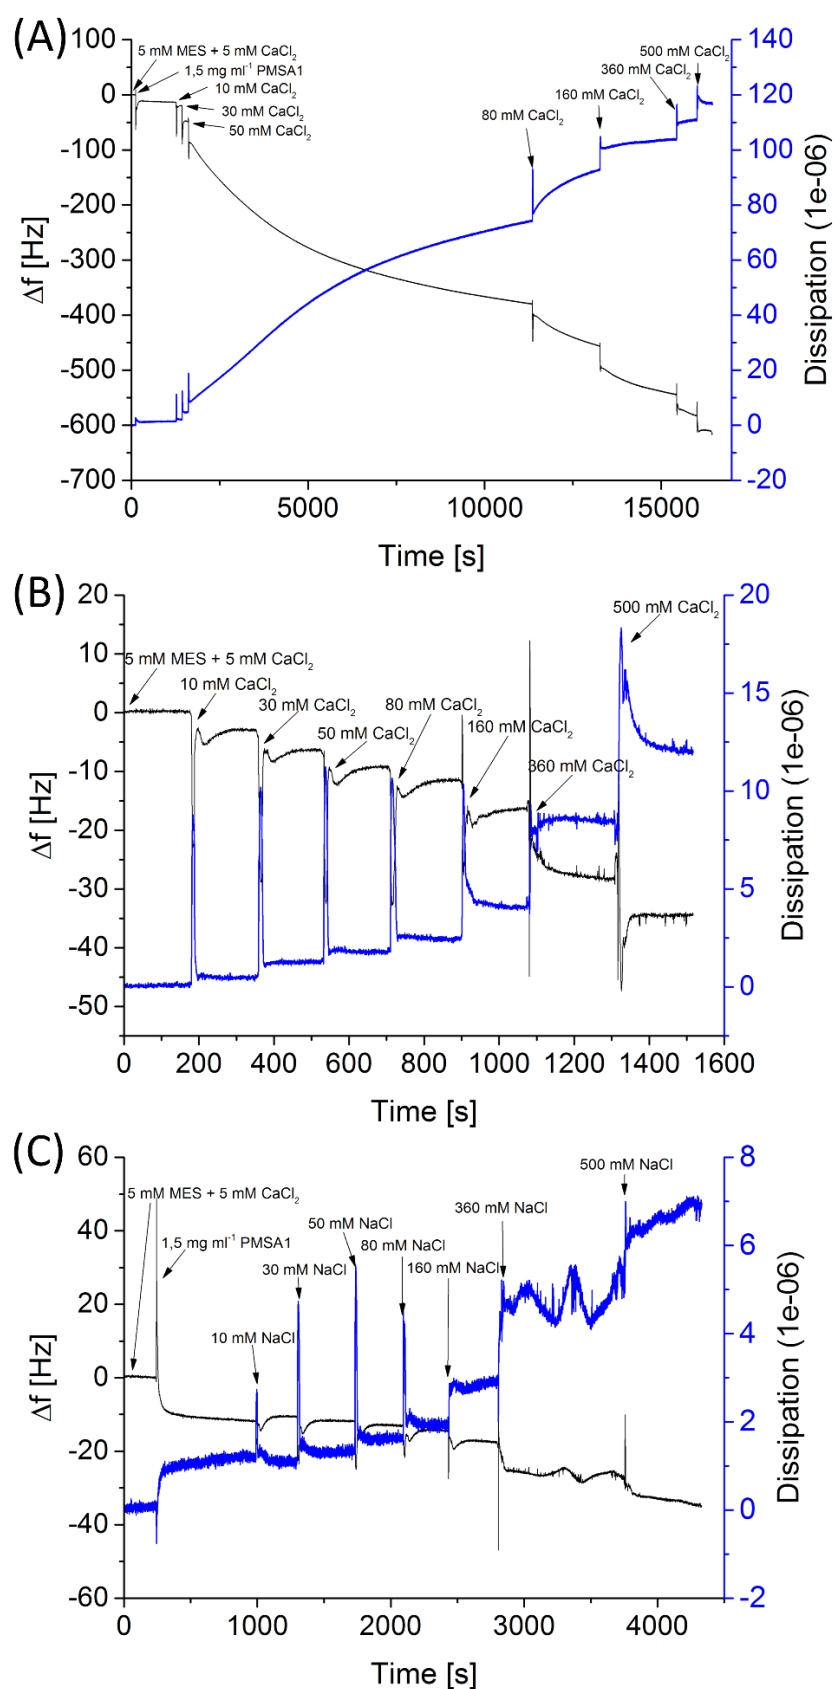 (A)
100
0
-100
-200
-300
-400
-500
-600
-700
Δf [Hz]
5 mM MES + 5 mM CaCl₂
1,5 mg ml⁻¹ PMSA1
10 mM CaCl₂
30 mM CaCl₂
50 mM CaCl₂
80 mM CaCl₂
160 mM CaCl₂
360 mM CaCl₂
500 mM CaCl₂
140
120
100
80
60
40
20
0
-20
Dissipation (1e-06)
0 5000 10000 15000
Time [s]
(B)
20
10
0
-10
-20
-30
-40
-50
Δf [Hz]
5 mM MES + 5 mM CaCl₂
10 mM CaCl₂
30 mM CaCl₂
50 mM CaCl₂
80 mM CaCl₂
160 mM CaCl₂
360 mM CaCl₂
500 mM CaCl₂
20
15
10
5
0
Dissipation (1e-06)
0 200 400 600 800 1000 1200 1400 1600
Time [s]
(C)
60
40
20
0
-20
-40
-60
Δf [Hz]
5 mM MES + 5 mM CaCl₂
1,5 mg ml⁻¹ PMSA1
10 mM NaCl
30 mM NaCl
50 mM NaCl
80 mM NaCl
160 mM NaCl
360 mM NaCl
500 mM NaCl
8
6
4
2
0
-2
Dissipation (1e-06)
0 1000 2000 3000 4000
Time [s]